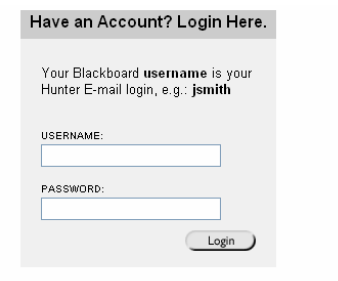 Have an Account? Login Here.
Your Blackboard username is your
Hunter E-mail login, e.g.: jsmith
USERNAME:
PASSWORD:
Login